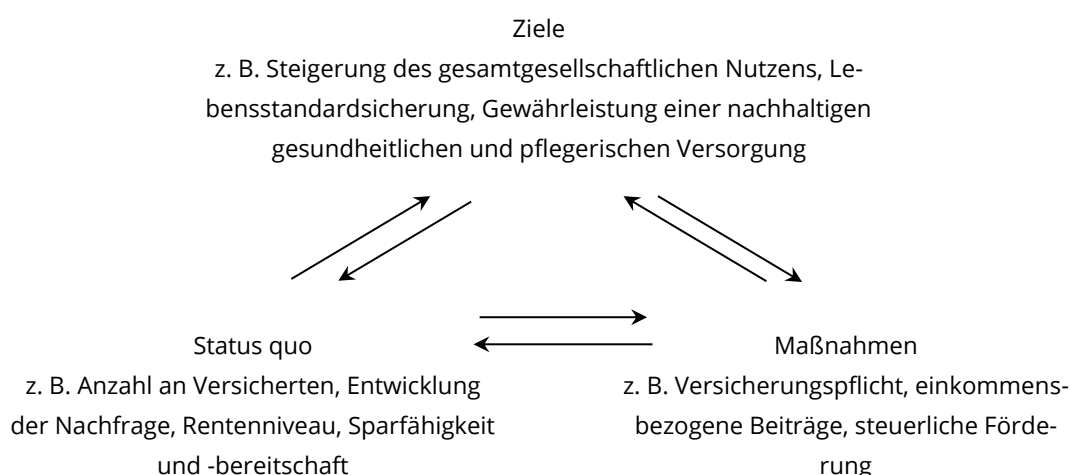 Ziele
z. B. Steigerung des gesamtgesellschaftlichen Nutzens, Le-
bensstandardsicherung, Gewährleistung einer nachhaltigen
gesundheitlichen und pflegerischen Versorgung
Status quo
z. B. Anzahl an Versicherten, Entwicklung
der Nachfrage, Rentenniveau, Sparfähigkeit
und -bereitschaft
Maßnahmen
z. B. Versicherungspflicht, einkommens-
bezogene Beiträge, steuerliche Förde-
rung